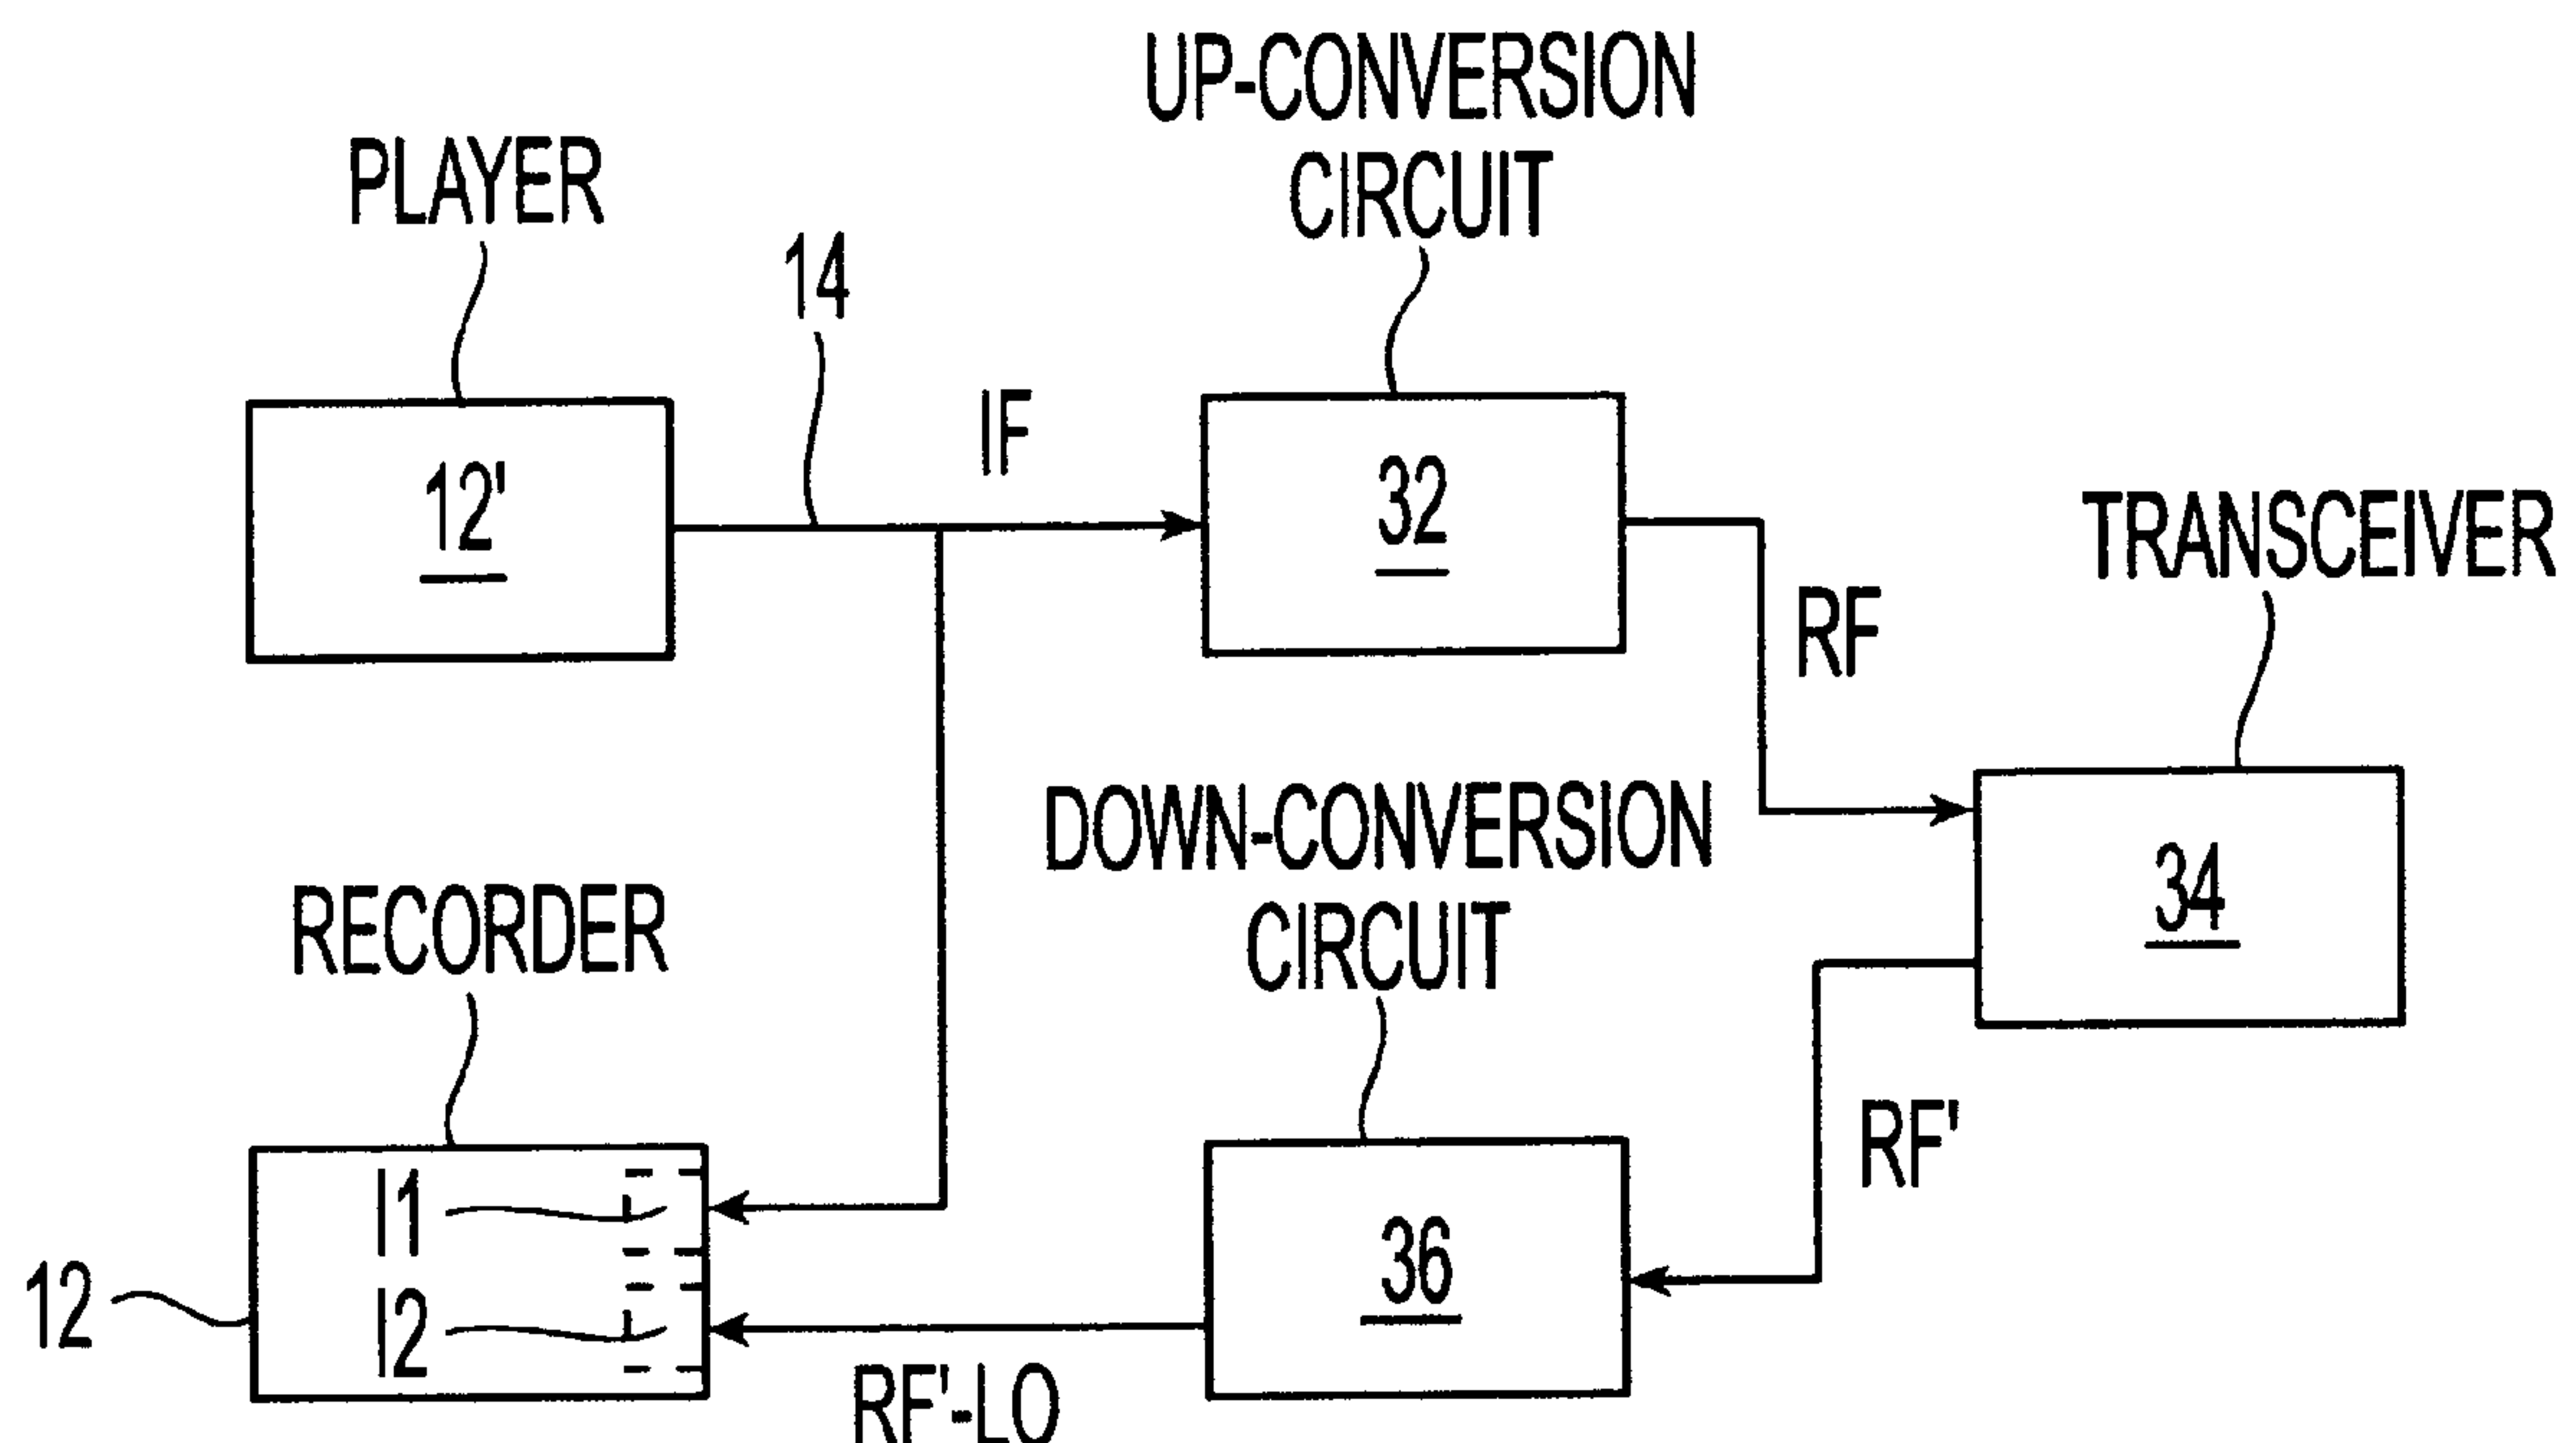 UP-CONVERSION
CIRCUIT
PLAYER
14
IF
12'
32
TRANSCEIVER
RF
DOWN-CONVERSION
CIRCUIT
34
RECORDER
RF'
I1
36
12
I2
RF'-LO